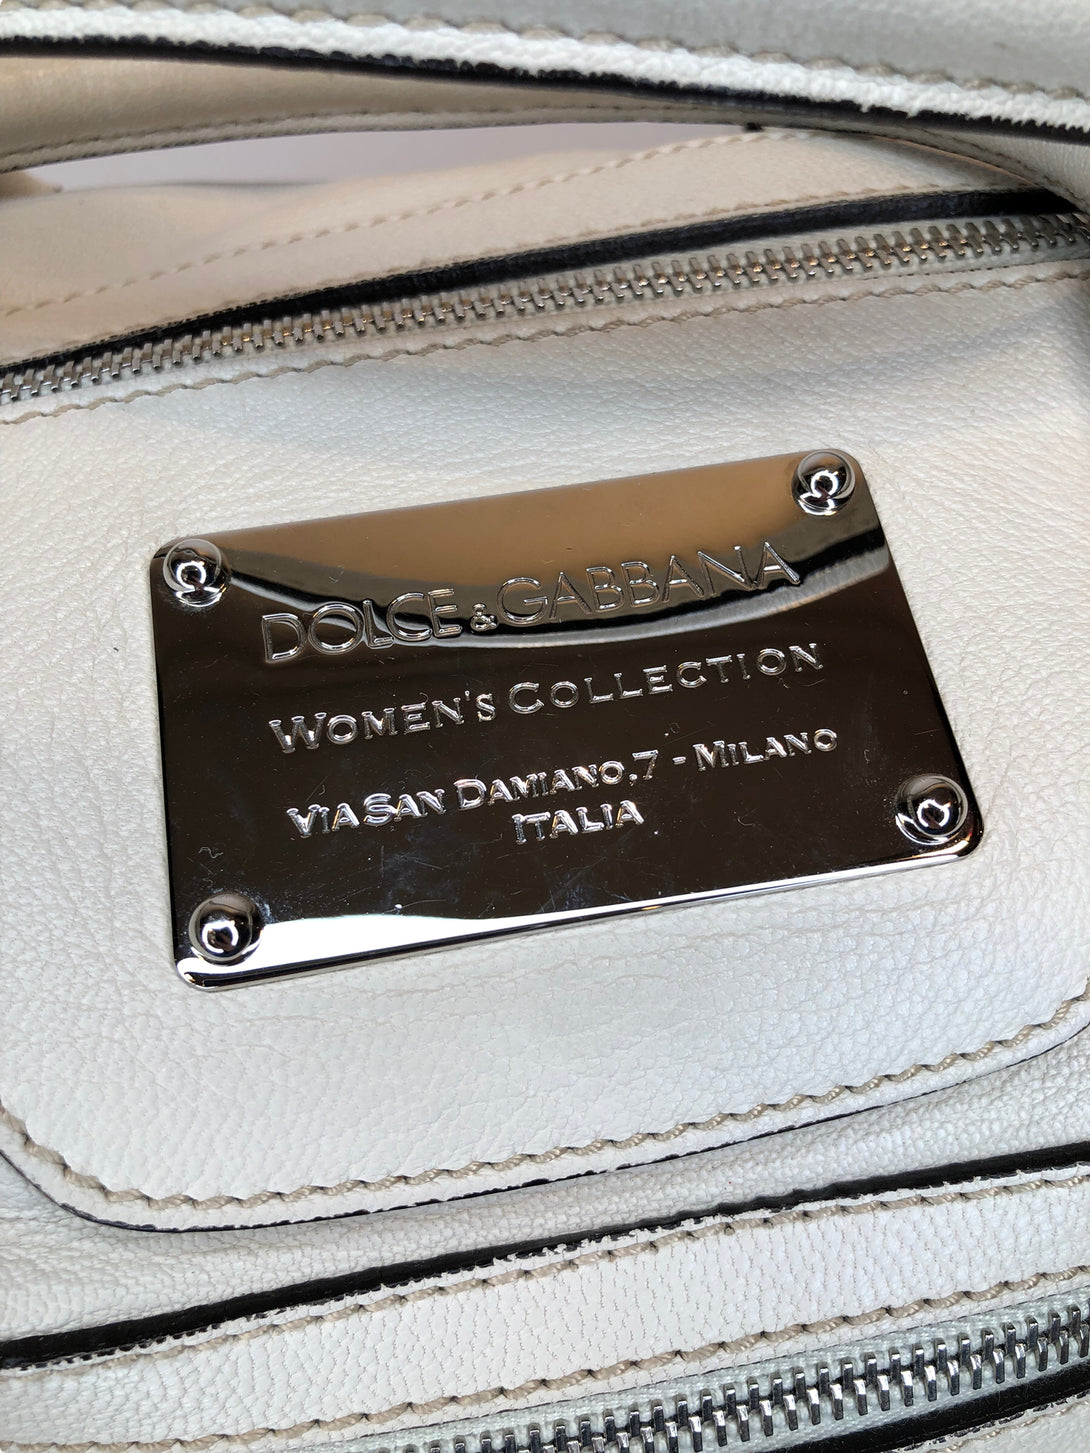 DOLCE & GABBANA
WOMEN'S COLLECTION
VIA SAN DAMIANO, 7 - MILANO
ITALIA